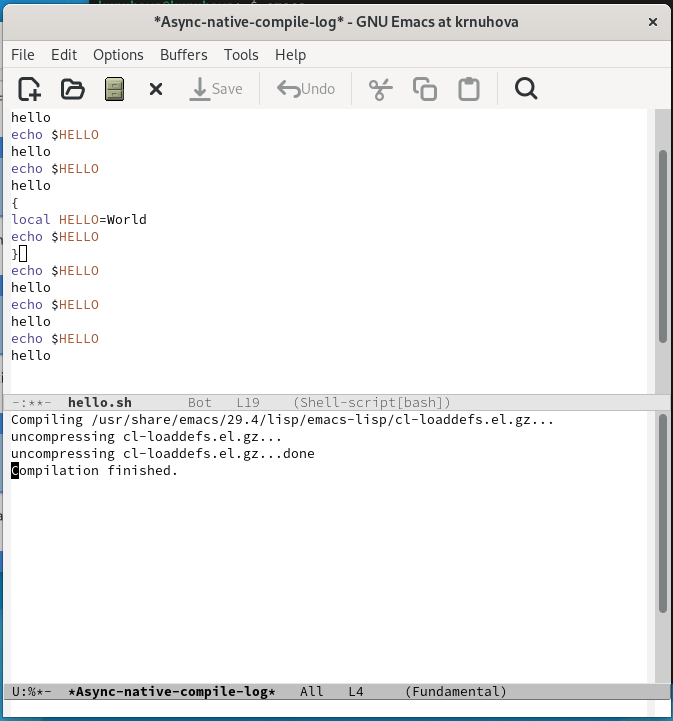 *Async-native-compile-log* - GNU Emacs at krnuhova
File Edit Options Buffers Tools Help
Save Undo
hello
echo $HELLO
hello
echo $HELLO
hello
{
local HELLO=World
echo $HELLO
}
echo $HELLO
hello
echo $HELLO
hello
echo $HELLO
hello
-:**- hello.sh Bot L19 (Shell-script[bash])
Compiling /usr/share/emacs/29.4/lisp/emacs-lisp/cl-loaddefs.el.gz...
uncompressing cl-loaddefs.el.gz...
uncompressing cl-loaddefs.el.gz...done
Compilation finished.
U:%*- *Async-native-compile-log* All L4 (Fundamental)